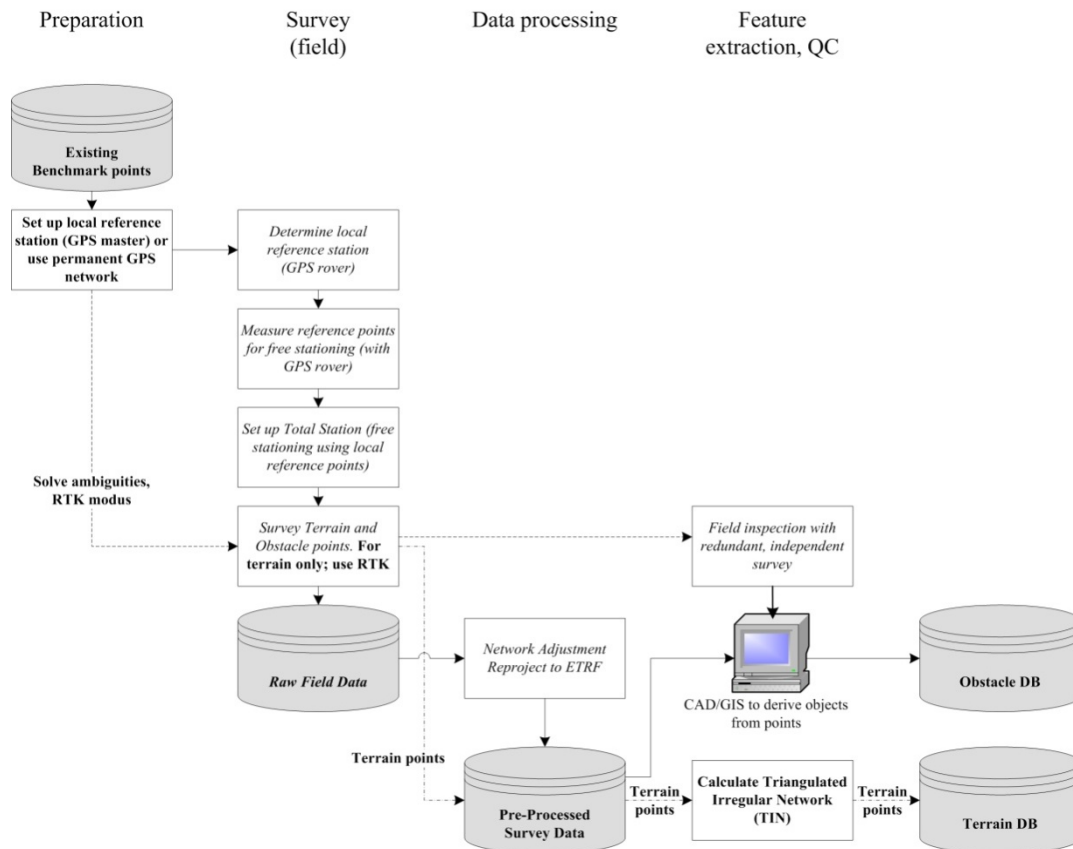 Preparation
Survey
(field)
Data processing
Feature
extraction, QC
Existing
Benchmark points
Set up local reference
station (GPS master) or
use permanent GPS
network
Determine local
reference station
(GPS rover)
Measure reference points
for free stationing (with
GPS rover)
Set up Total Station (free
stationing using local
reference points)
Solve ambiguities,
RTK modus
Survey Terrain and
Obstacle points. For
terrain only; use RTK
Field inspection with
redundant, independent
survey
Raw Field Data
Network Adjustment
Reproject to ETRF
CAD/GIS to derive objects
from points
Obstacle DB
Terrain points
Pre-Processed
Survey Data
Terrain
points
Calculate Triangulated
Irregular Network
(TIN)
Terrain
points
Terrain DB